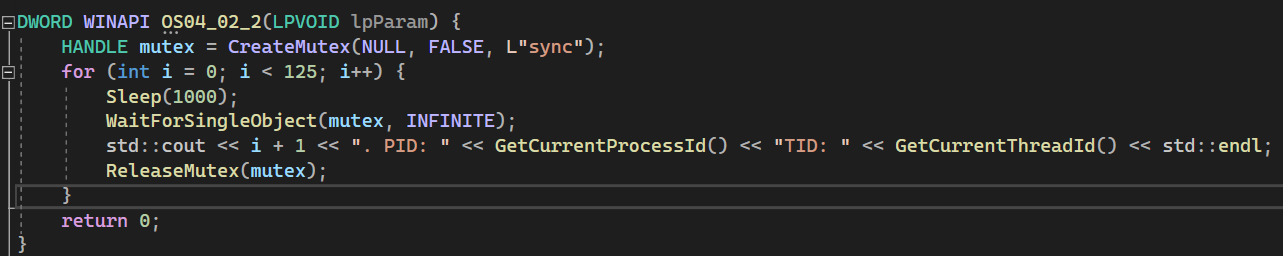 DWORD WINAPI OS04_02_2(LPVOID lpParam) {
    HANDLE mutex = CreateMutex(NULL, FALSE, L"sync");
    for (int i = 0; i < 125; i++) {
        Sleep(1000);
        WaitForSingleObject(mutex, INFINITE);
        std::cout << i + 1 << ". PID: " << GetCurrentProcessId() << "TID: " << GetCurrentThreadId() << std::endl;
        ReleaseMutex(mutex);
    }
    return 0;
}